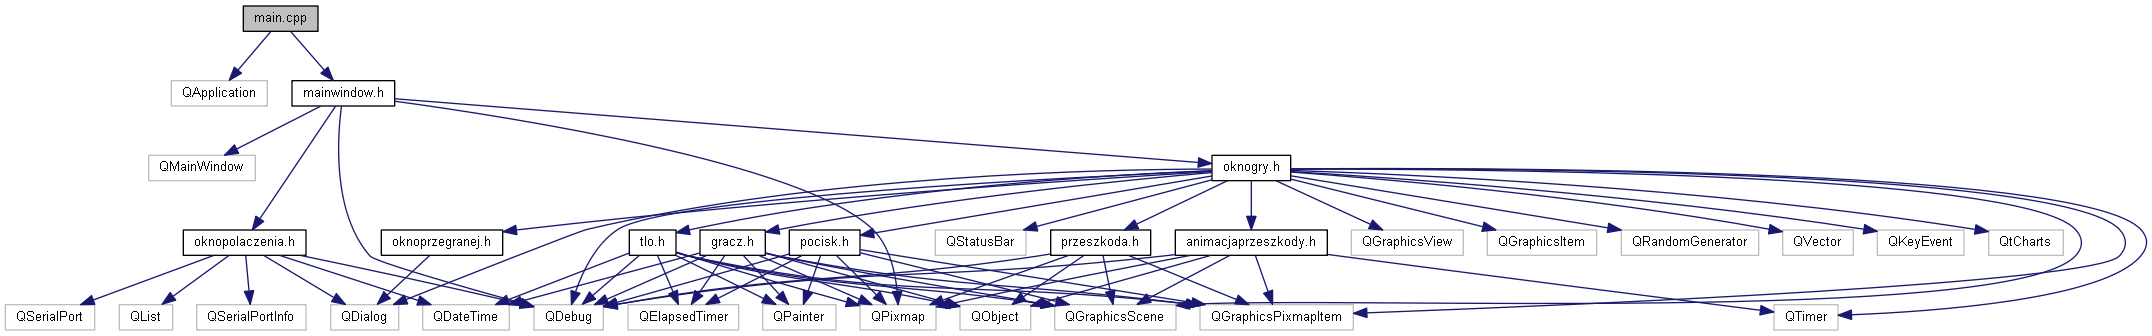 main.cpp
QApplication
mainwindow.h
QMainWindow
oknogry.h
oknopolaczenia.h
oknoprzegranej.h
tlo.h
gracz.h
pocisk.h
QStatusBar
przeszkoda.h
animacjaprzeszkody.h
QGraphicsView
QGraphicsItem
QRandomGenerator
QVector
QKeyEvent
QtCharts
QSerialPort
QList
QSerialPortInfo
QDialog
QDateTime
QDebug
QElapsedTimer
QPainter
QPixmap
QObject
QGraphicsScene
QGraphicsPixmapItem
QTimer